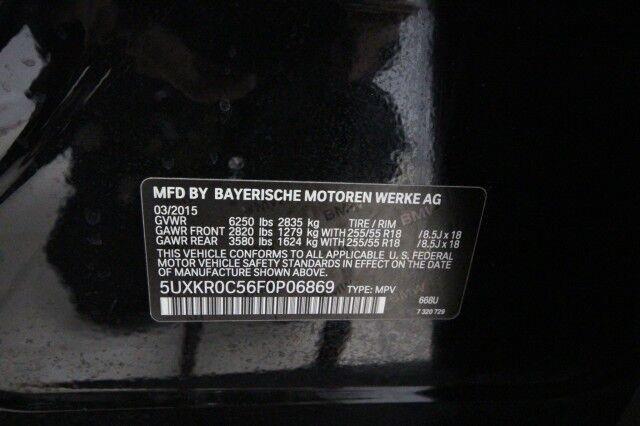 MFD BY BAYERISCHE MOTOREN WERKE AG
03/2015
GVWR 6250 lbs 2835 kg TIRE / RIM
GAWR FRONT 2820 lbs 1279 kg WITH 255/55 R18 / 8.5J x 18
GAWR REAR 3580 lbs 1624 kg WITH 255/55 R18 / 8.5J x 18
THIS VEHICLE CONFORMS TO ALL APPLICABLE U. S. FEDERAL
MOTOR VEHICLE SAFETY STANDARDS IN EFFECT ON THE
DATE OF MANUFACTURE SHOWN ABOVE.
5UXKR0C56F0P06869 TYPE: MPV 668U
7 320 729